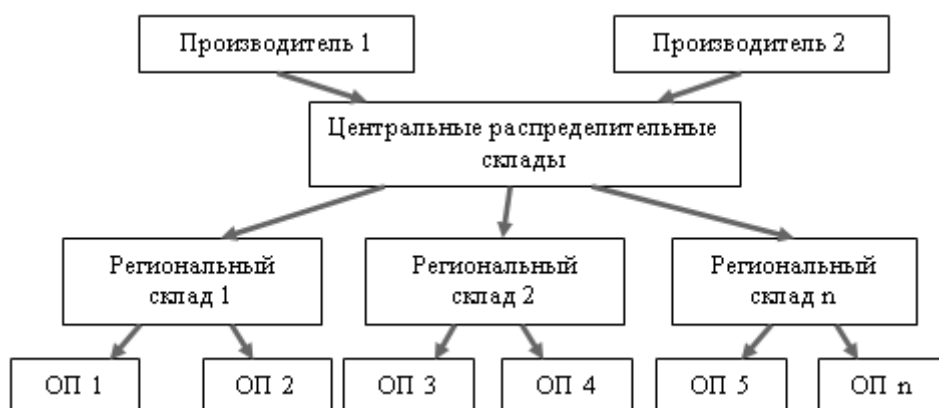 Производитель 1
Производитель 2
Центральные распределительные
склады
Региональный
склад 1
Региональный
склад 2
Региональный
склад n
ОП 1
ОП 2
ОП 3
ОП 4
ОП 5
ОП n